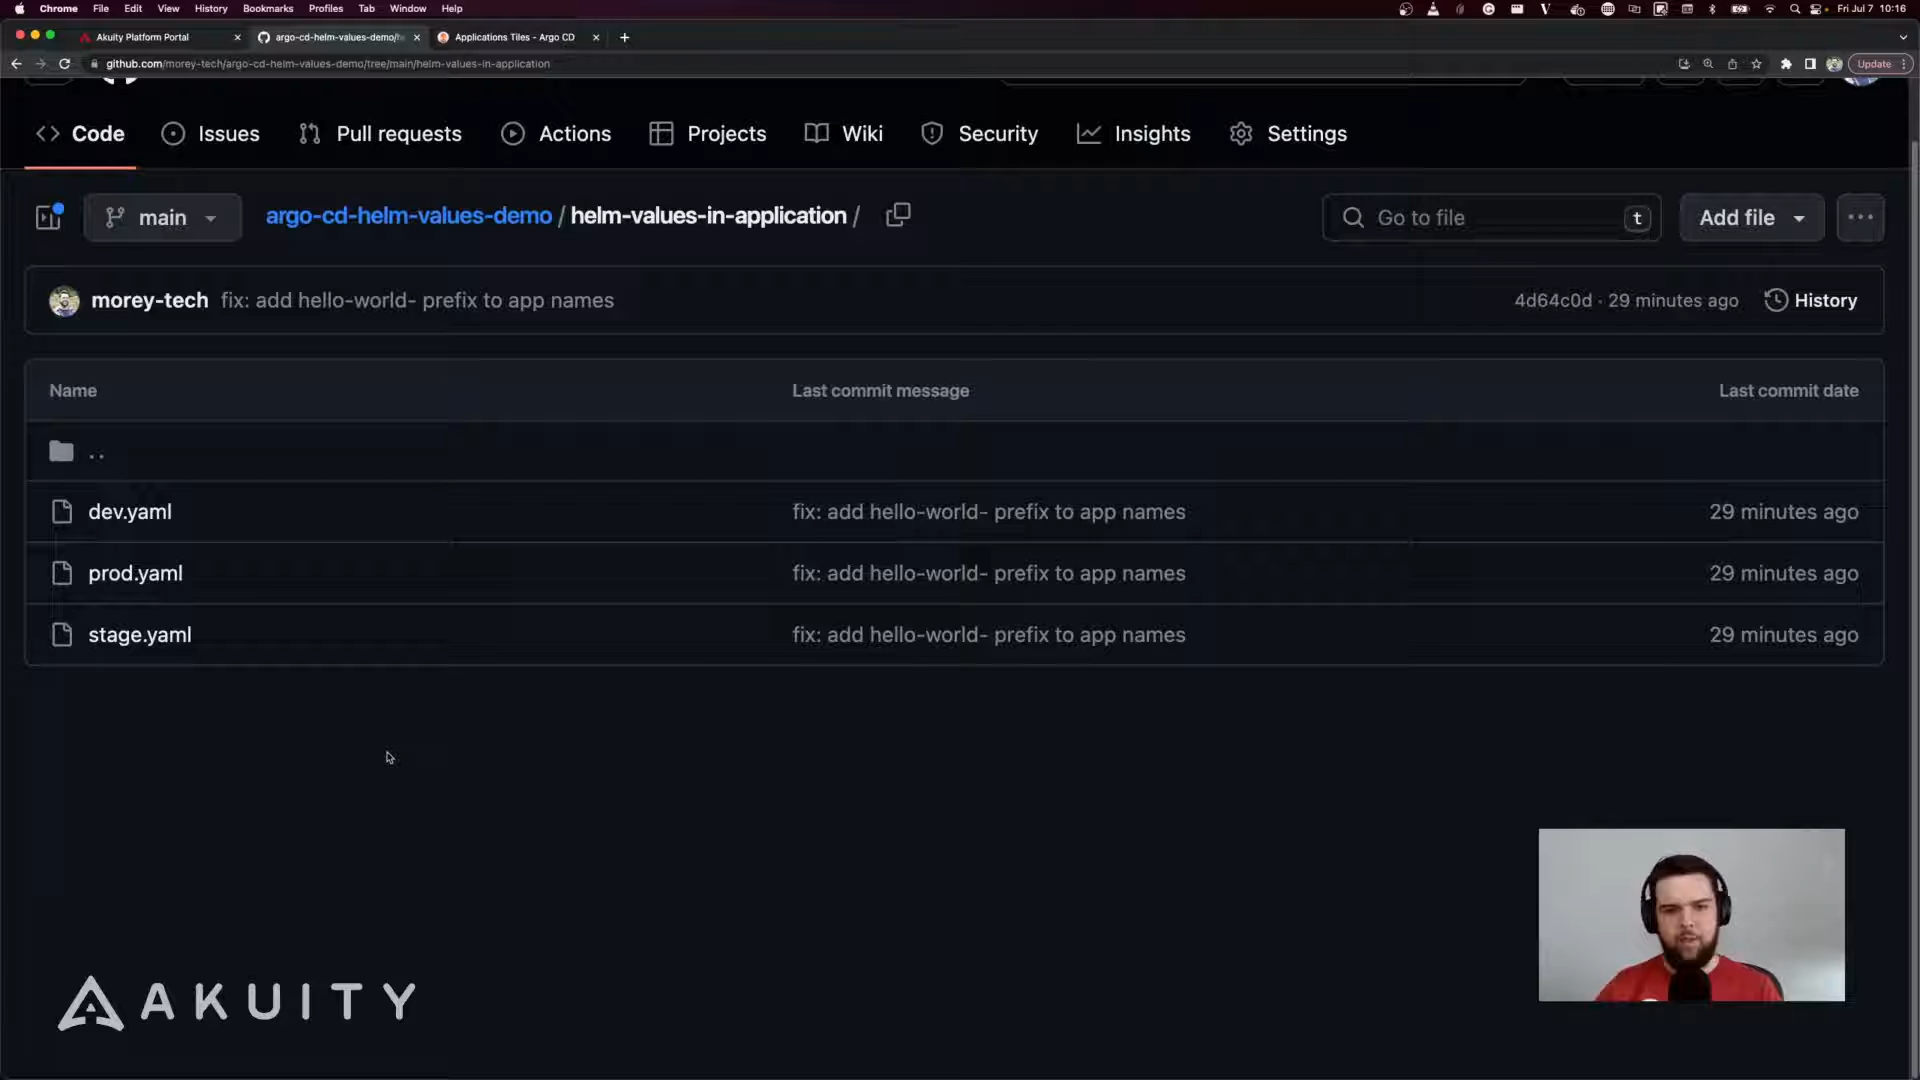 Chrome File Edit View History Bookmarks Profiles Tab Window Help Fri Jul 7 10:16
Akuity Platform Portal argo-cd-helm-values-demo/h Applications Tiles - Argo CD
github.com/morey-tech/argo-cd-helm-values-demo/tree/main/helm-values-in-application Update
Code Issues Pull requests Actions Projects Wiki Security Insights Settings
main argo-cd-helm-values-demo / helm-values-in-application / Go to file t Add file
morey-tech fix: add hello-world- prefix to app names 4d64c0d · 29 minutes ago History
Name Last commit message Last commit date
..
dev.yaml fix: add hello-world- prefix to app names 29 minutes ago
prod.yaml fix: add hello-world- prefix to app names 29 minutes ago
stage.yaml fix: add hello-world- prefix to app names 29 minutes ago
AKUITY